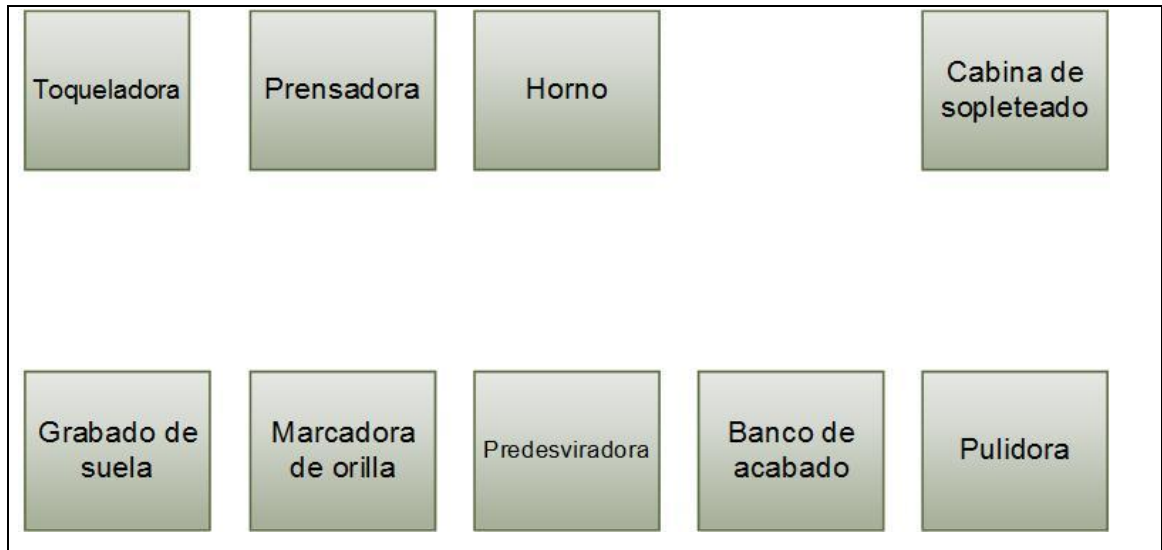 Toqueladora
Prensadora
Horno
Cabina de
sopleteado
Grabado de
suela
Marcadora
de orilla
Predesviradora
Banco de
acabado
Pulidora